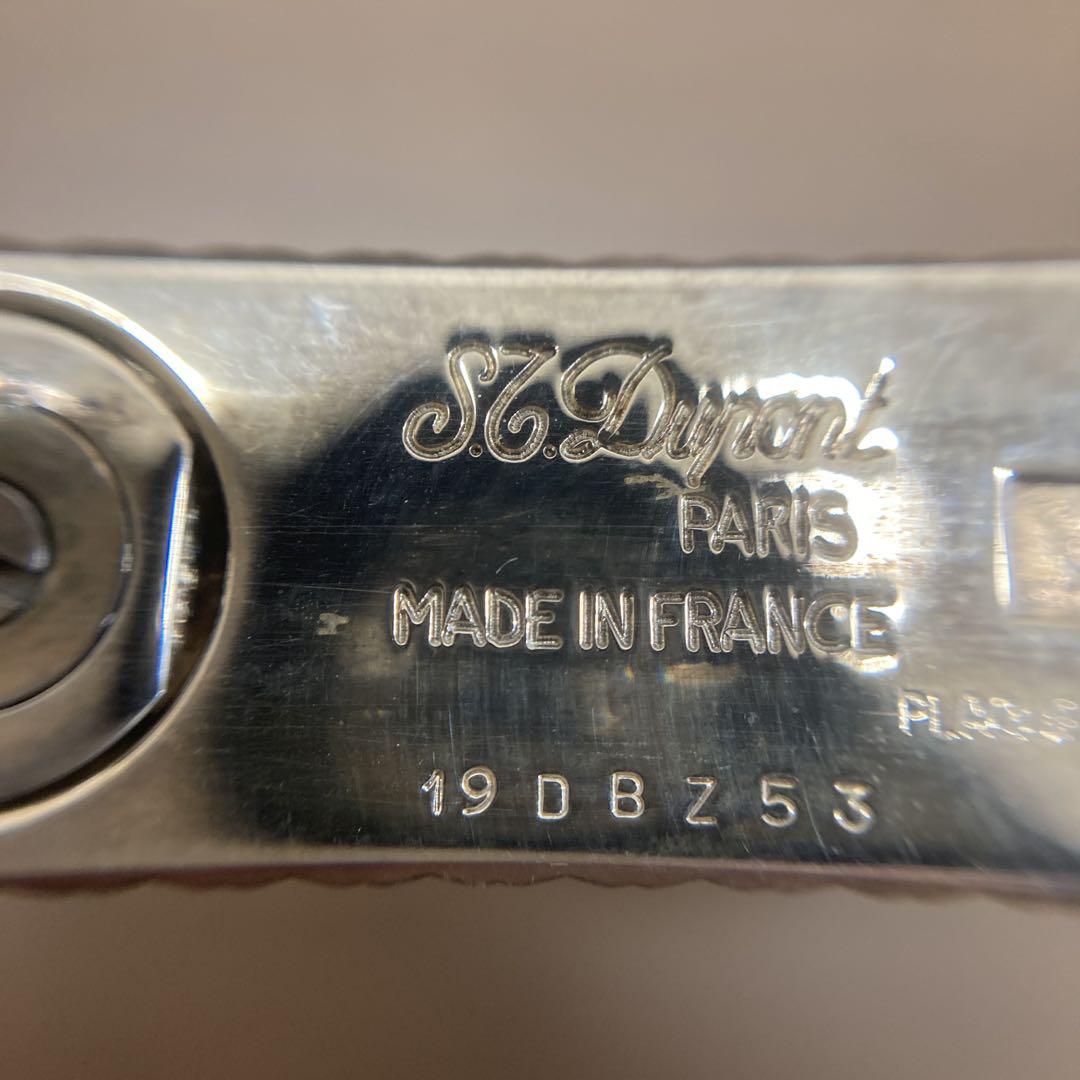 S.T. Dupont
PARIS
MADE IN FRANCE
19DBZ53